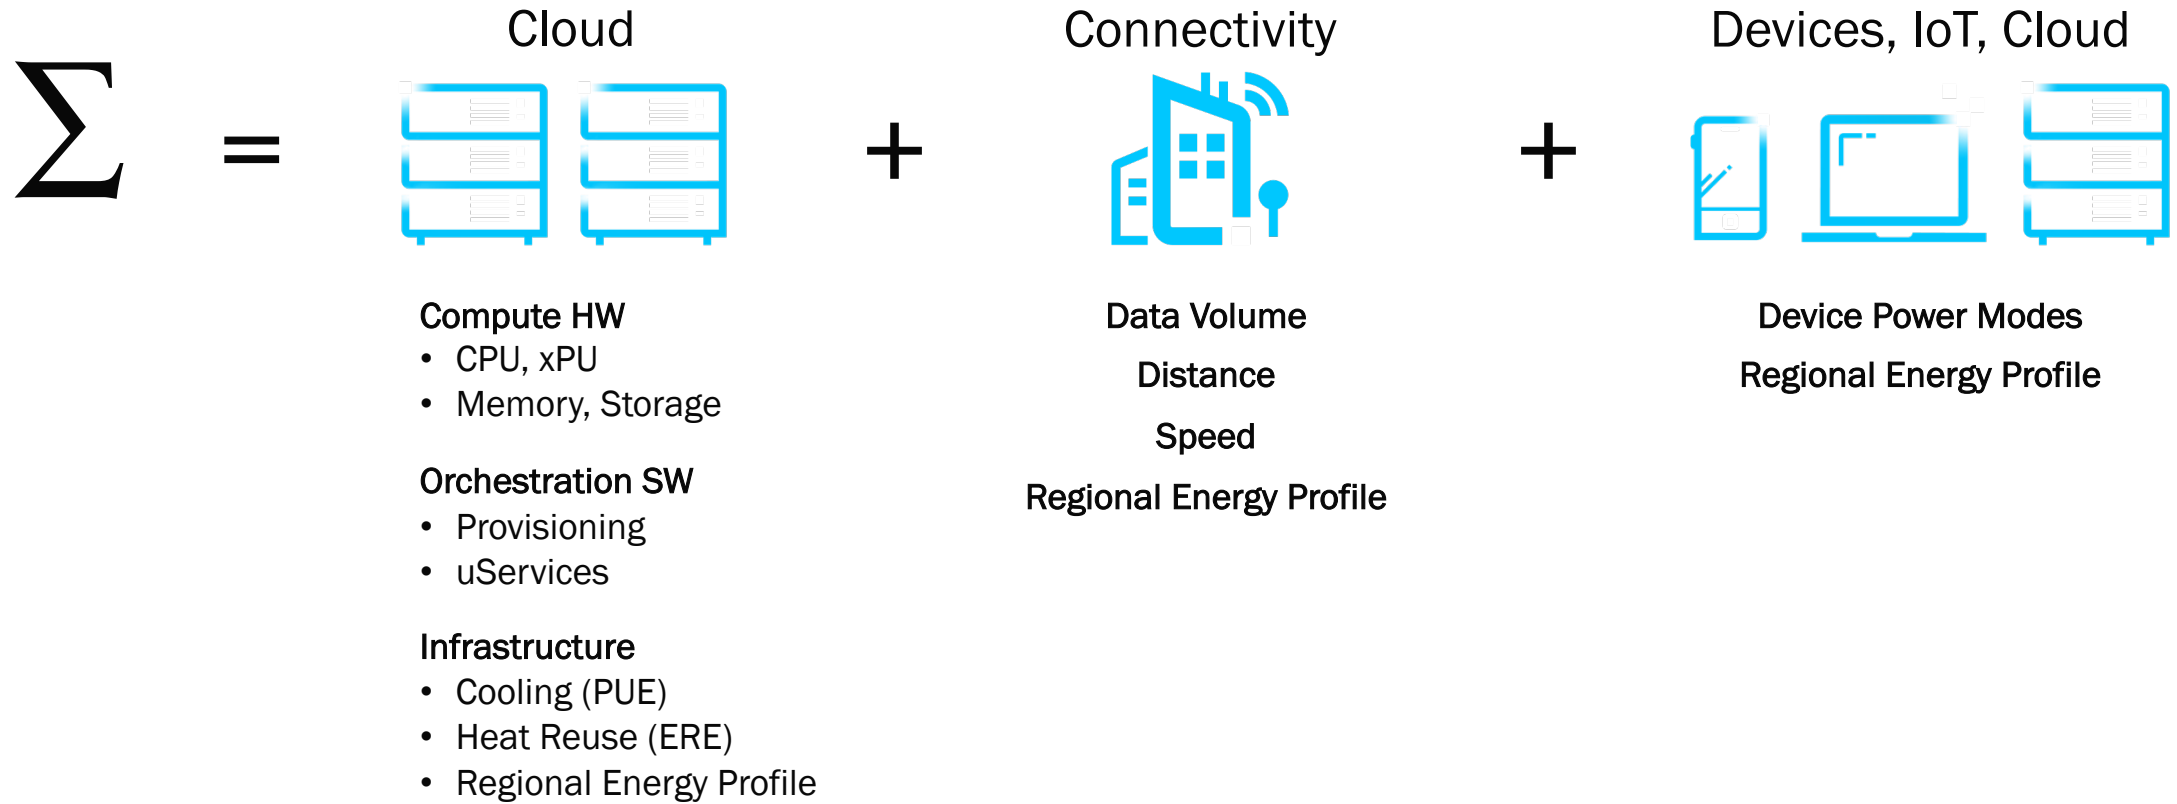 Cloud
Connectivity
Devices, IoT, Cloud
∑ = + +
Compute HW
• CPU, xPU
• Memory, Storage
Orchestration SW
• Provisioning
• uServices
Infrastructure
• Cooling (PUE)
• Heat Reuse (ERE)
• Regional Energy Profile
Data Volume
Distance
Speed
Regional Energy Profile
Device Power Modes
Regional Energy Profile